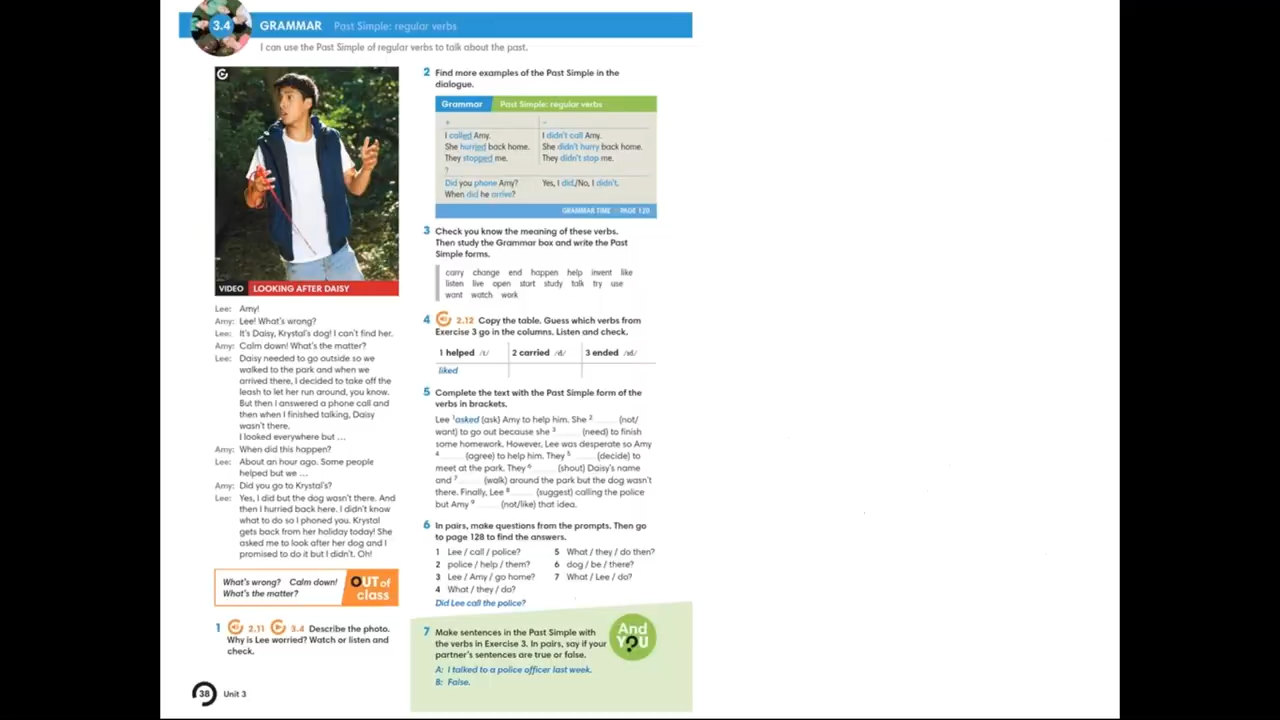 3.4 GRAMMAR Past Simple: regular verbs
I can use the Past Simple of regular verbs to talk about the past.
VIDEO LOOKING AFTER DAISY
Lee: Amy!
Amy: Lee! What's wrong?
Lee: It's Daisy, Krystal's dog! I can't find her.
Amy: Calm down! What's the matter?
Lee: Daisy needed to go outside so we
walked to the park and when we
arrived there, I decided to take off the
leash to let her run around, you know.
But then I answered a phone call and
then when I finished talking, Daisy
wasn't there.
I looked everywhere but ...
Amy: When did this happen?
Lee: About an hour ago. Some people
helped but we ...
Amy: Did you go to Krystal's?
Lee: Yes, I did but the dog wasn't there. And
then I hurried back here. I didn't know
what to do so I phoned you. Krystal
gets back from her holiday today! She
asked me to look after her dog and I
promised to do it but I didn't. Oh!
What's wrong? Calm down!
What's the matter?
OUT of
class
1 2.11 3.4 Describe the photo.
Why is Lee worried? Watch or listen and
check.
38 Unit 3
2 Find more examples of the Past Simple in the
dialogue.
Grammar Past Simple: regular verbs
+ –
I called Amy. I didn't call Amy.
She hurried back home. She didn't hurry back home.
They stopped me. They didn't stop me.
?
Did you phone Amy? Yes, I did./No, I didn't.
When did he arrive?
GRAMMAR TIME PAGE 120
3 Check you know the meaning of these verbs.
Then study the Grammar box and write the Past
Simple forms.
carry change end happen help invent like
listen live open start study talk try use
want watch work
4 2.12 Copy the table. Guess which verbs from
Exercise 3 go in the columns. Listen and check.
1 helped /t/ 2 carried /d/ 3 ended /ɪd/
liked
5 Complete the text with the Past Simple form of the
verbs in brackets.
Lee 1 asked (ask) Amy to help him. She 2 (not/
want) to go out because she 3 (need) to finish
some homework. However, Lee was desperate so Amy
4 (agree) to help him. They 5 (decide) to
meet at the park. They 6 (shout) Daisy's name
and 7 (walk) around the park but the dog wasn't
there. Finally, Lee 8 (suggest) calling the police
but Amy 9 (not/like) that idea.
6 In pairs, make questions from the prompts. Then go
to page 128 to find the answers.
1 Lee / call / police?
2 police / help / them?
3 Lee / Amy / go home?
4 What / they / do?
5 What / they / do then?
6 dog / be / there?
7 What / Lee / do?
Did Lee call the police?
7 Make sentences in the Past Simple with
the verbs in Exercise 3. In pairs, say if your
partner's sentences are true or false.
A: I talked to a police officer last week.
B: False.
And
Y?U